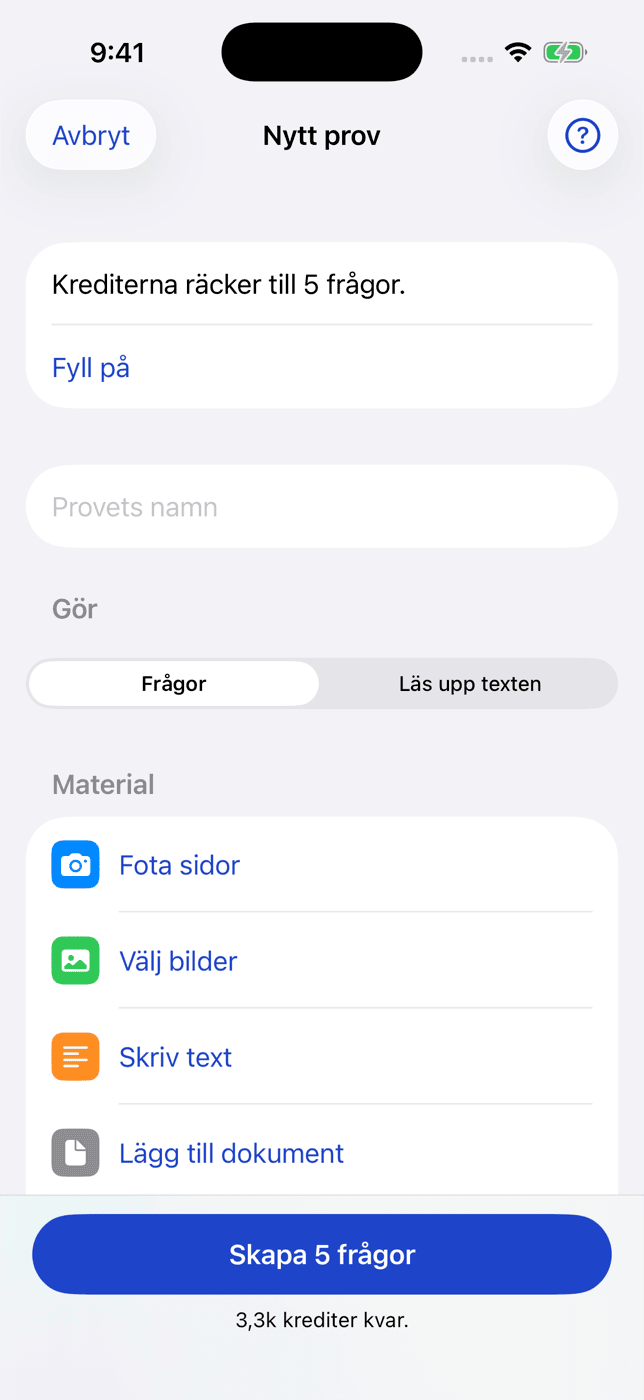 9:41
Avbryt
Nytt prov
?
Krediterna räcker till 5 frågor.
Fyll på
Provets namn
Gör
Frågor
Läs upp texten
Material
Fota sidor
Välj bilder
Skriv text
Lägg till dokument
Skapa 5 frågor
3,3k krediter kvar.